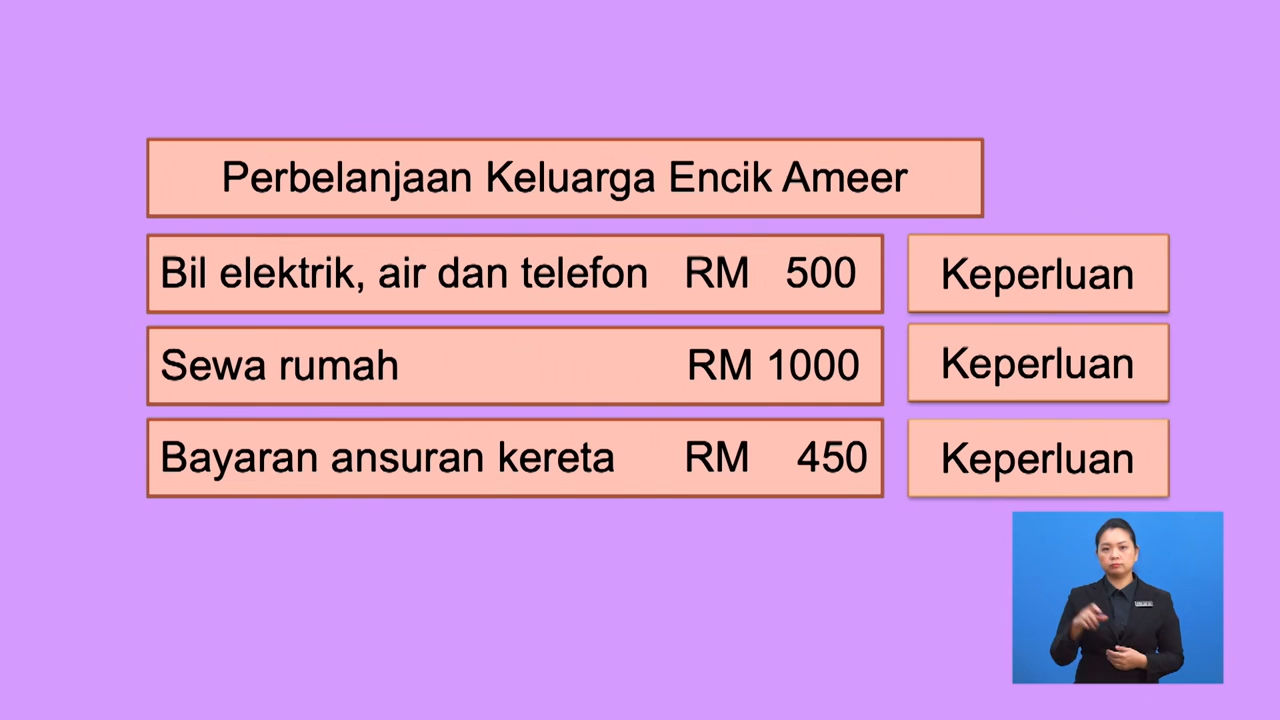 Perbelanjaan Keluarga Encik Ameer
Bil elektrik, air dan telefon RM 500 Keperluan
Sewa rumah RM 1000 Keperluan
Bayaran ansuran kereta RM 450 Keperluan